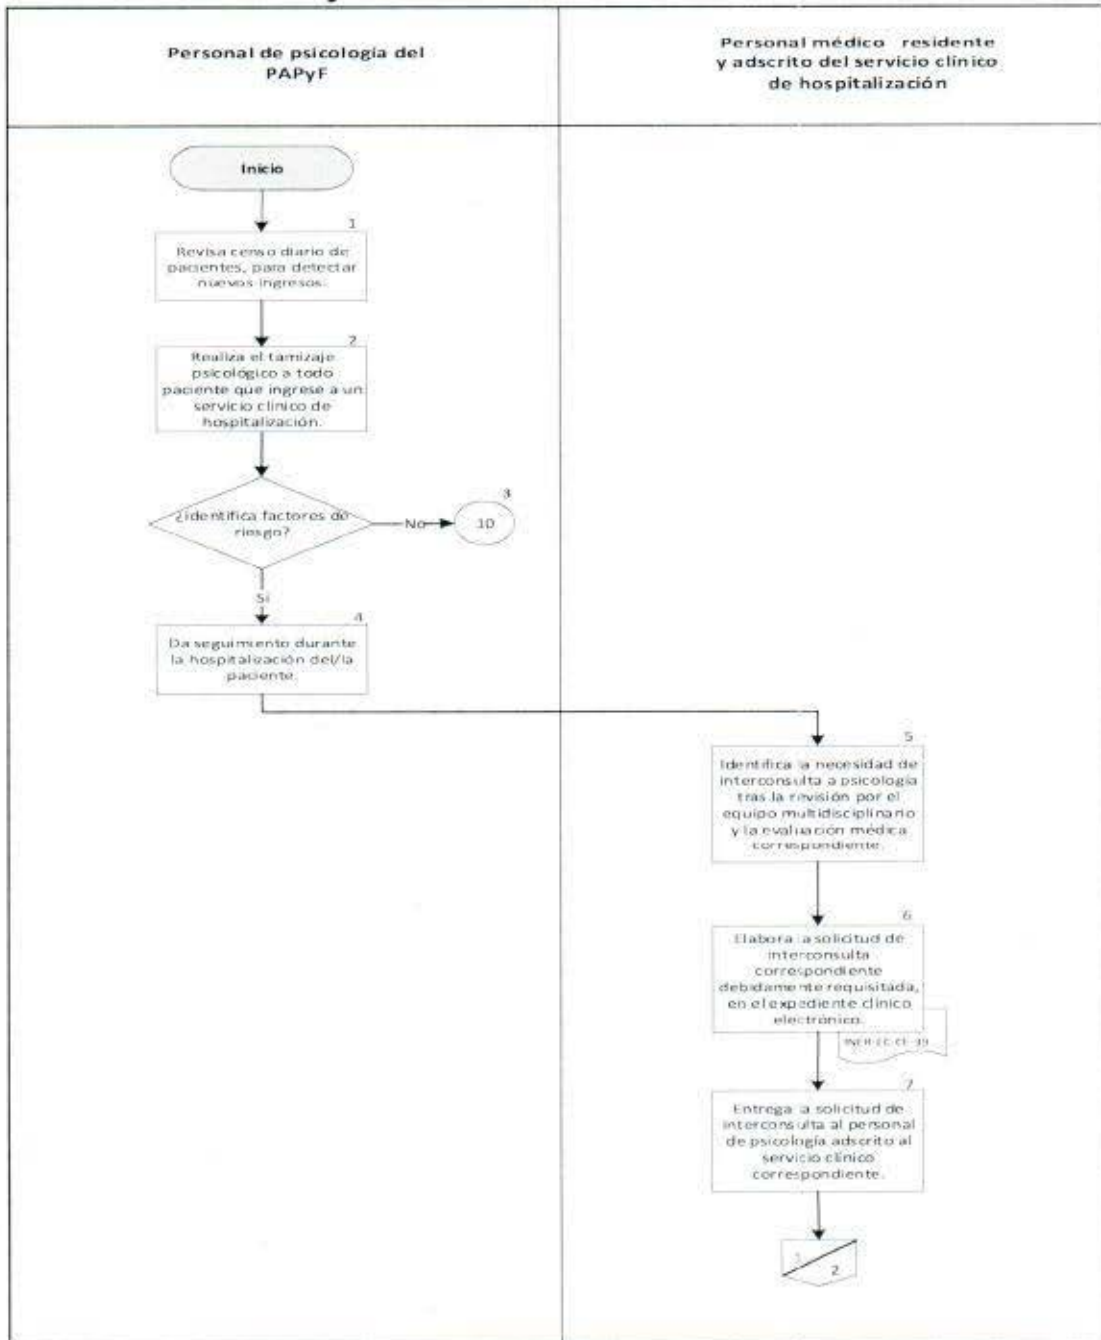 Personal de psicología del
PAPyF
Personal médico residente
y adscrito del servicio clínico
de hospitalización
Inicio
1
Revisa censo diario de
pacientes, para detectar
nuevos ingresos.
2
Realiza el tamizaje
psicológico a todo
paciente que ingrese a un
servicio clínico de
hospitalización.
¿identifica factores de
riesgo?
No
3
10
Si
4
Da seguimiento durante
la hospitalización del/la
paciente.
5
Identifica la necesidad de
interconsulta a psicología
tras la revisión por el
equipo multidisciplinario
y la evaluación médica
correspondiente.
6
Elabora la solicitud de
interconsulta
correspondiente
debidamente requisitada,
en el expediente clínico
electrónico.
7
Entrega la solicitud de
interconsulta al personal
de psicología adscrito al
servicio clínico
correspondiente.
1
2